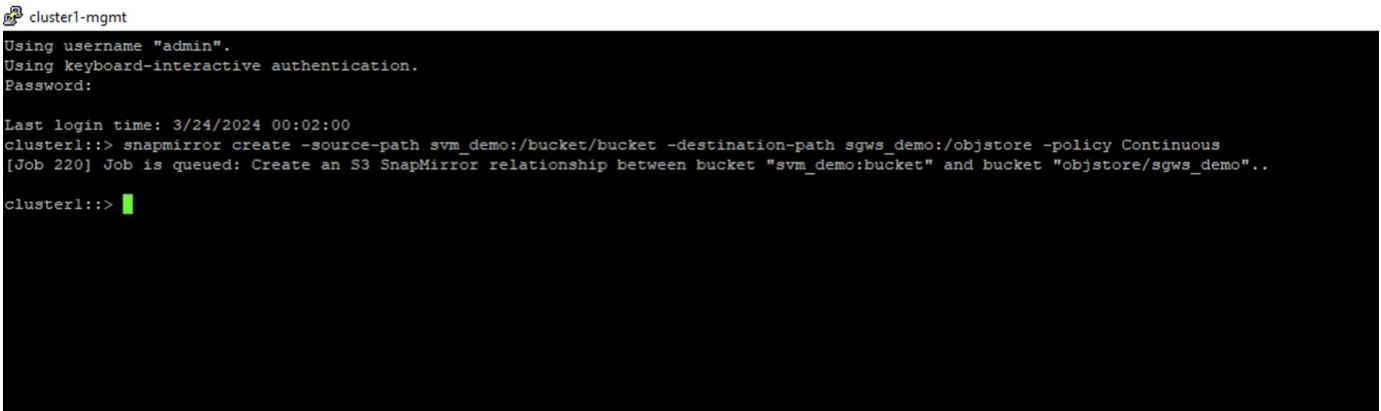 cluster1-mgmt
Using username "admin".
Using keyboard-interactive authentication.
Password:
Last login time: 3/24/2024 00:02:00
cluster1::> snapmirror create -source-path svm_demo:/bucket/bucket -destination-path sgws_demo:/objstore -policy Continuous
[Job 220] Job is queued: Create an S3 SnapMirror relationship between bucket "svm_demo:bucket" and bucket "objstore/sgws_demo"..
cluster1::>